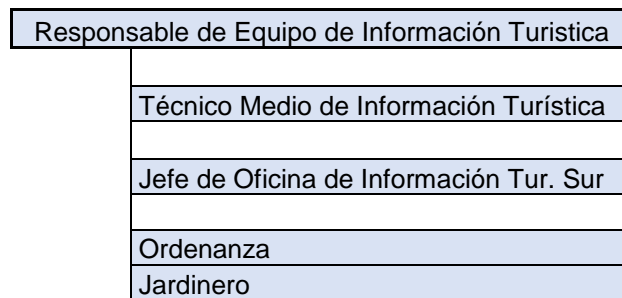 Responsable de Equipo de Información Turistica
Técnico Medio de Información Turística
Jefe de Oficina de Información Tur. Sur
Ordenanza
Jardinero